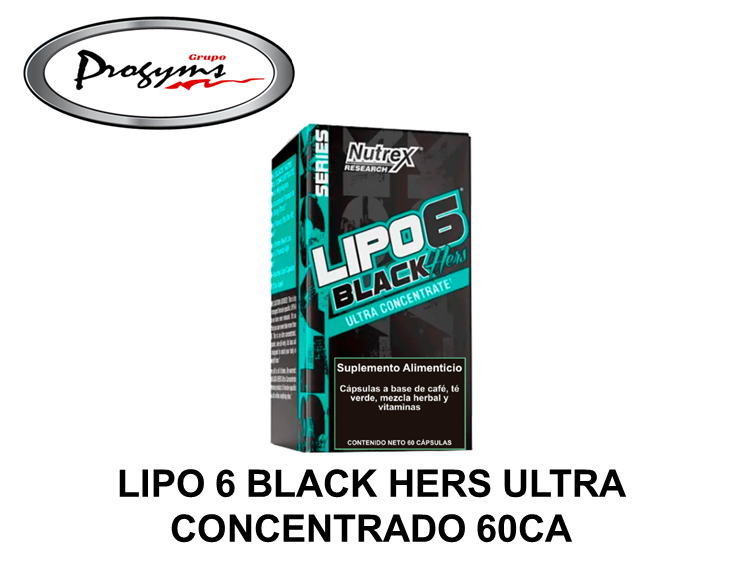 Grupo
Progyms
SERIES
Nutrex
RESEARCH
LIPO6
BLACK Hers
ULTRA CONCENTRATE
Suplemento Alimenticio
Cápsulas a base de café, té
verde, mezcla herbal y
vitaminas
CONTENIDO NETO 60 CÁPSULAS
LIPO 6 BLACK HERS ULTRA
CONCENTRADO 60CA